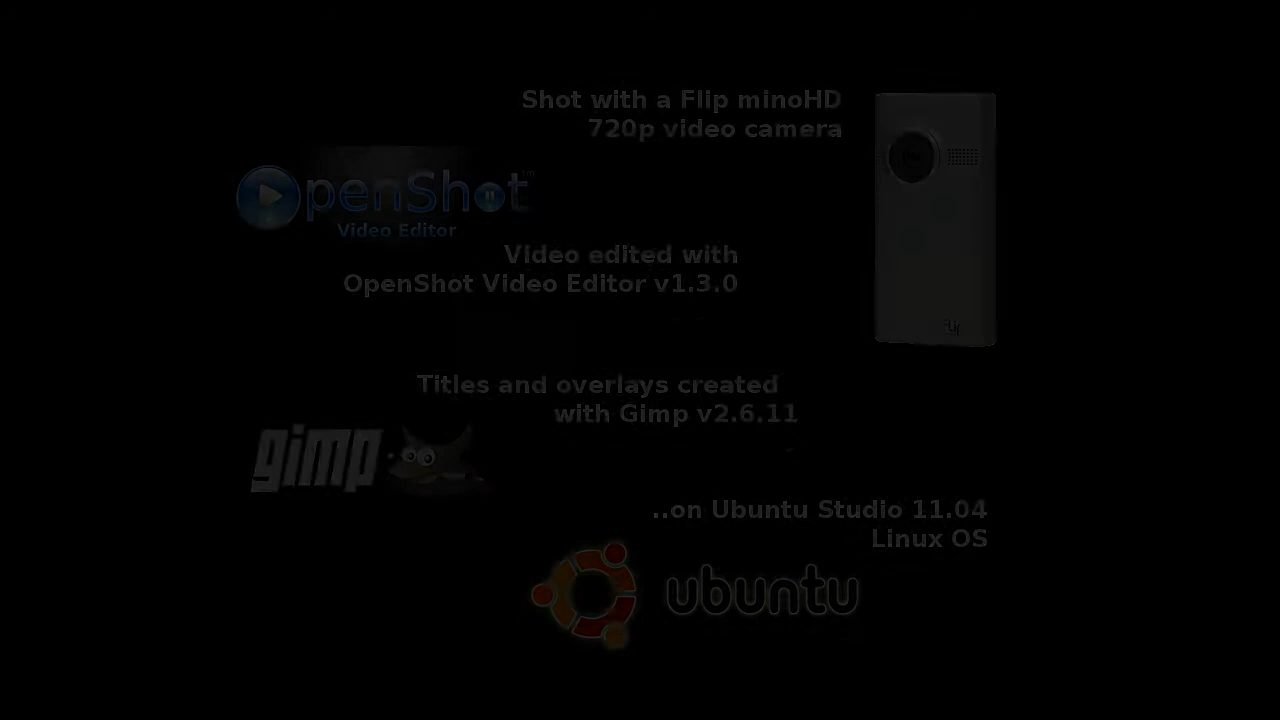 Shot with a Flip minoHD
720p video camera
OpenShot™
Video Editor
Video edited with
OpenShot Video Editor v1.3.0
Titles and overlays created
with Gimp v2.6.11
gimp
..on Ubuntu Studio 11.04
Linux OS
ubuntu